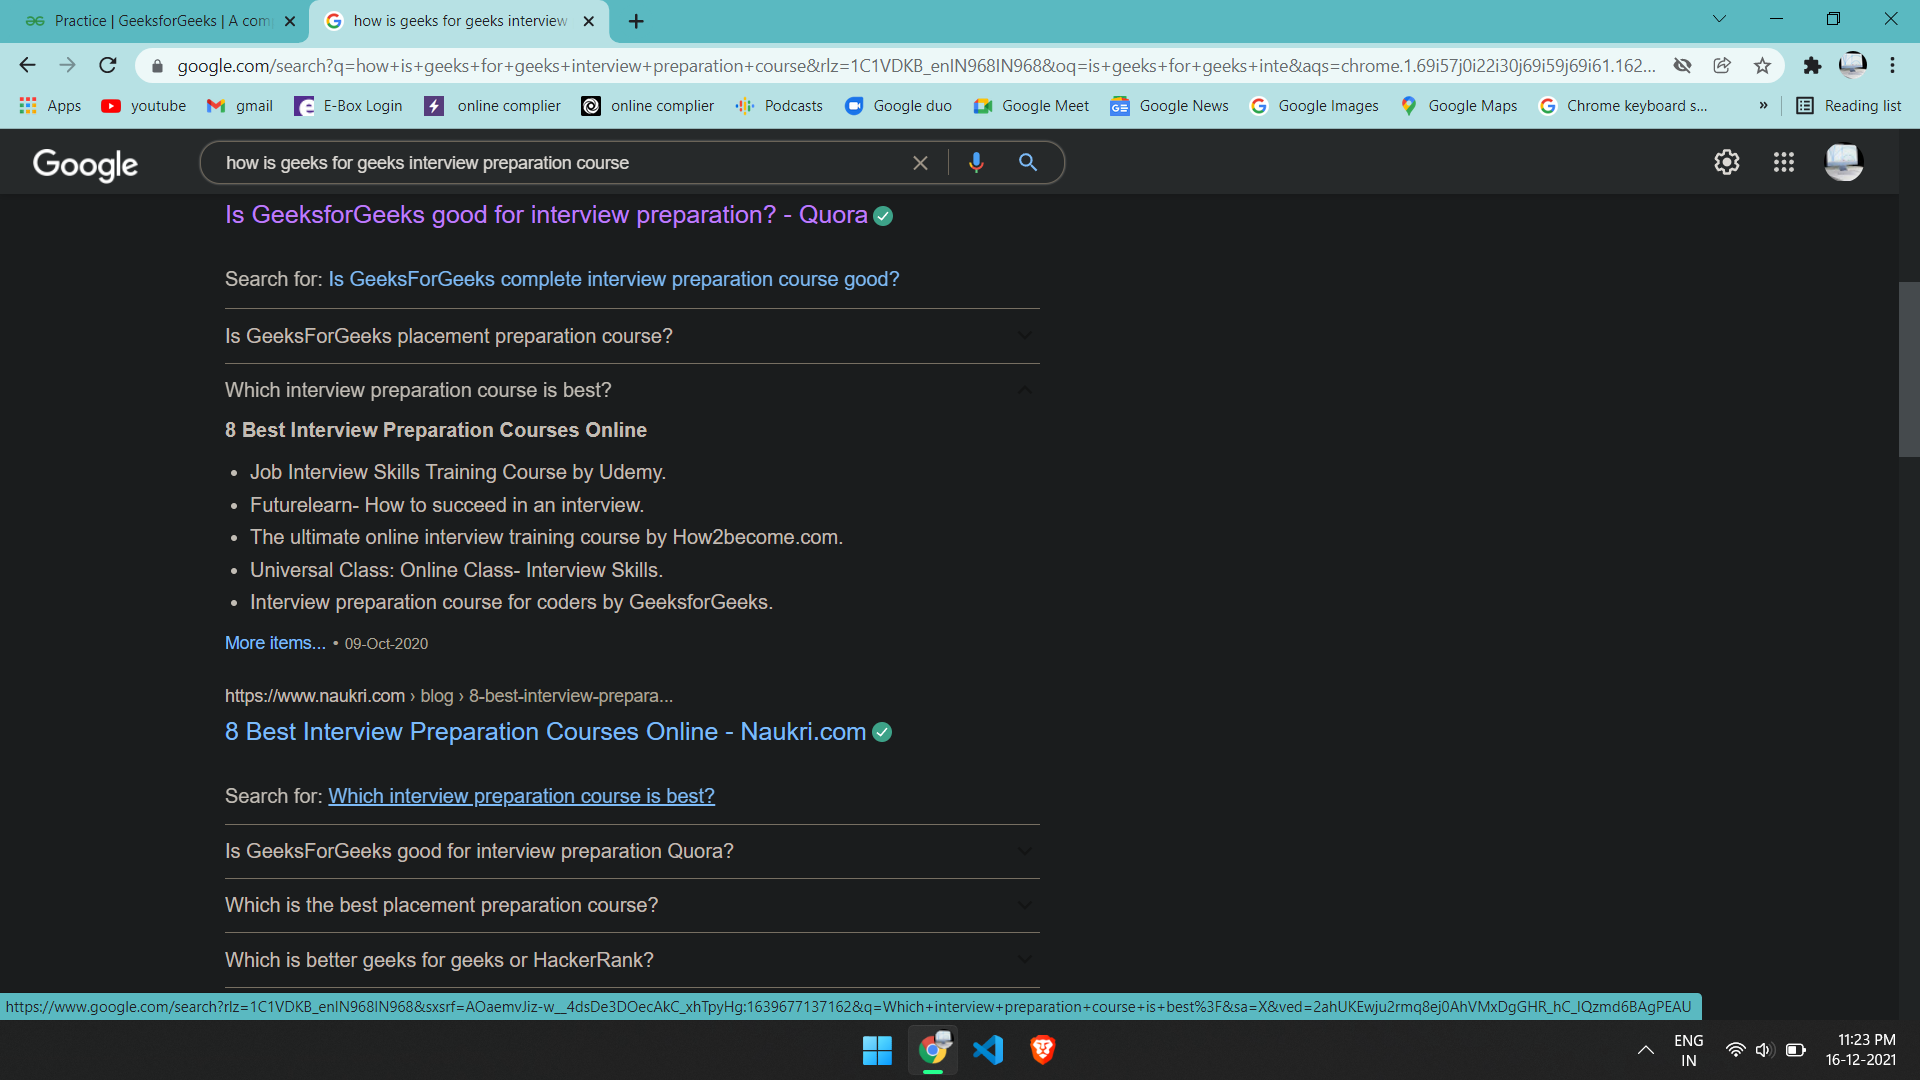 Practice | GeeksforGeeks | A com
how is geeks for geeks interview
google.com/search?q=how+is+geeks+for+geeks+interview+preparation+course&rlz=1C1VDKB_enIN968IN968&oq=is+geeks+for+geeks+inte&aqs=chrome.1.69i57j0i22i30j69i59j69i61.162...
Apps youtube gmail E-Box Login online complier online complier Podcasts Google duo Google Meet Google News Google Images Google Maps Chrome keyboard s... » Reading list
Google how is geeks for geeks interview preparation course
Is GeeksforGeeks good for interview preparation? - Quora
Search for: Is GeeksForGeeks complete interview preparation course good?
Is GeeksForGeeks placement preparation course?
Which interview preparation course is best?
8 Best Interview Preparation Courses Online
• Job Interview Skills Training Course by Udemy.
• Futurelearn- How to succeed in an interview.
• The ultimate online interview training course by How2become.com.
• Universal Class: Online Class- Interview Skills.
• Interview preparation course for coders by GeeksforGeeks.
More items... • 09-Oct-2020
https://www.naukri.com › blog › 8-best-interview-prepara...
8 Best Interview Preparation Courses Online - Naukri.com
Search for: Which interview preparation course is best?
Is GeeksForGeeks good for interview preparation Quora?
Which is the best placement preparation course?
Which is better geeks for geeks or HackerRank?
https://www.google.com/search?rlz=1C1VDKB_enIN968IN968&sxsrf=AOaemvJiz-w__4dsDe3DOecAkC_xhTpyHg:1639677137162&q=Which+interview+preparation+course+is+best%3F&sa=X&ved=2ahUKEwju2rmq8ej0AhVMxDgGHR_hC_IQzmd6BAgPEAU
ENG
IN
11:23 PM
16-12-2021